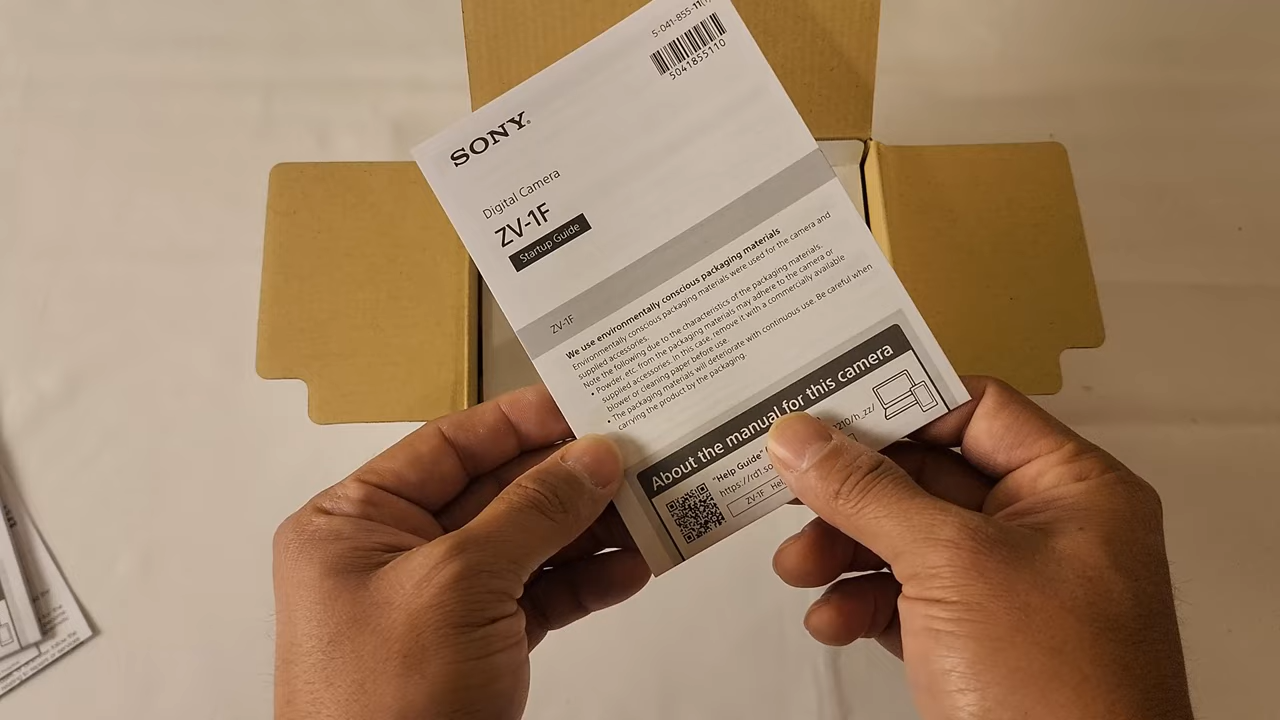 5-041-855-11(1)
5041855110
SONY®
Digital Camera
ZV-1F
Startup Guide
ZV-1F
We use environmentally conscious packaging materials
Environmentally conscious packaging materials were used for the camera and
supplied accessories.
Note the following due to the characteristics of the packaging materials.
• Powder, etc. from the packaging materials may adhere to the camera or
supplied accessories. In this case, remove it with a commercially available
blower or cleaning paper before use.
• The packaging materials will deteriorate with continuous use. Be careful when
carrying the product by the packaging.
About the manual for this camera
"Help Guide"
https://rd1.so 2210/h_zz/
ZV-1F Hel